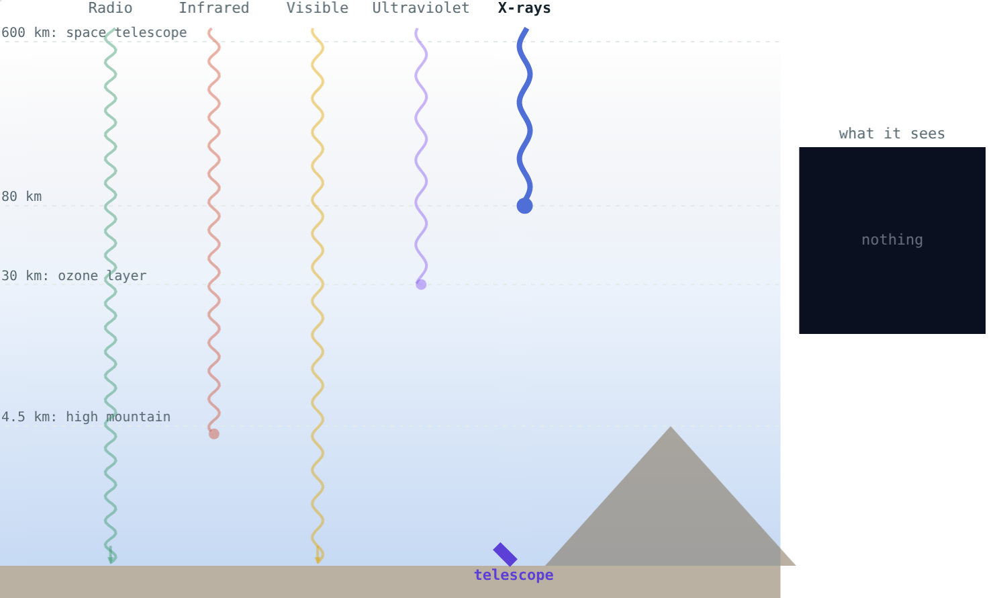 Radio
Infrared
Visible
Ultraviolet
X-rays
600 km: space telescope
80 km
30 km: ozone layer
4.5 km: high mountain
what it sees
nothing
telescope